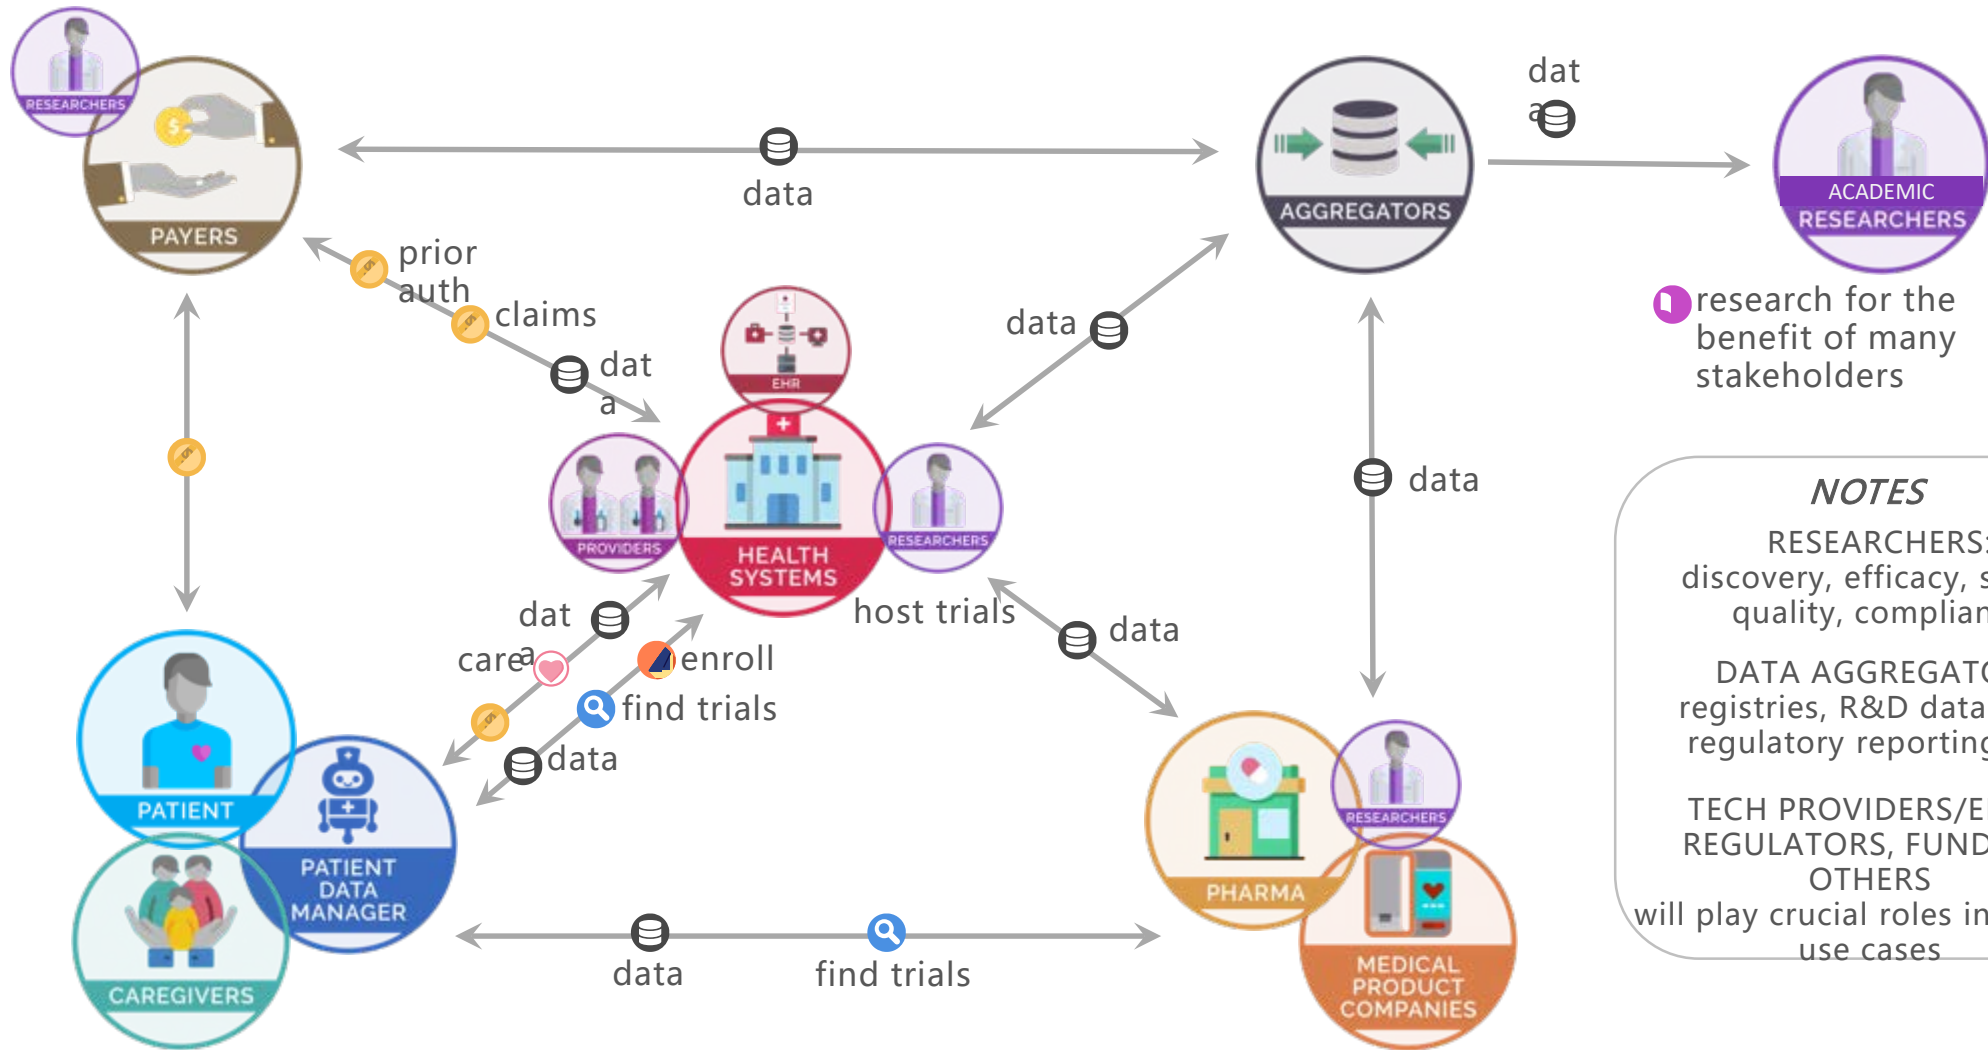 RESEARCHERS
PAYERS
data
AGGREGATORS
dat
a
ACADEMIC
RESEARCHERS
research for the
benefit of many
stakeholders
prior
auth
claims
dat
a
EHR
data
PROVIDERS
HEALTH
SYSTEMS
RESEARCHERS
host trials
data
data
dat
a
care
enroll
find trials
data
PATIENT
PATIENT
DATA
MANAGER
CAREGIVERS
data
find trials
PHARMA
RESEARCHERS
MEDICAL
PRODUCT
COMPANIES
NOTES
RESEARCHERS:
discovery, efficacy, s
quality, complian
DATA AGGREGATO
registries, R&D data
regulatory reporting
TECH PROVIDERS/E
REGULATORS, FUND
OTHERS
will play crucial roles in
use cases